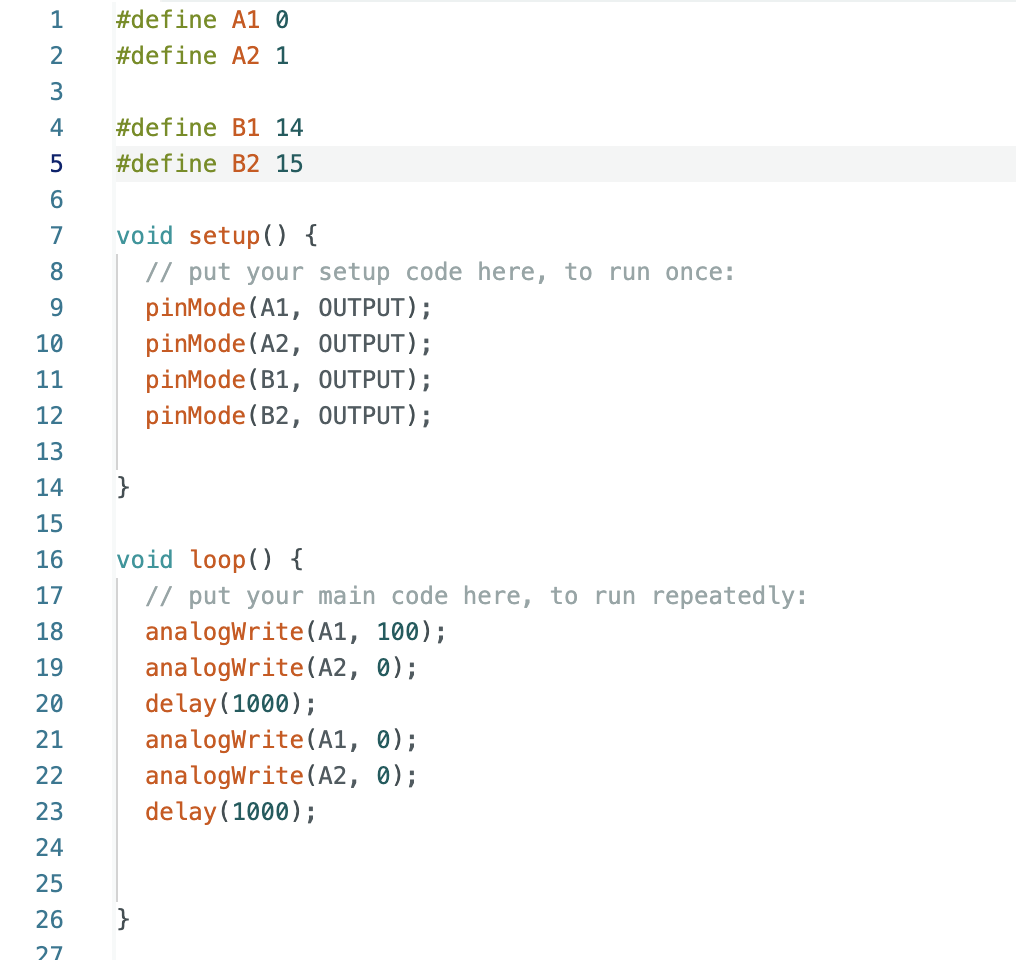 1 #define A1 0
2 #define A2 1
3
4 #define B1 14
5 #define B2 15
6
7 void setup() {
8 // put your setup code here, to run once:
9 pinMode(A1, OUTPUT);
10 pinMode(A2, OUTPUT);
11 pinMode(B1, OUTPUT);
12 pinMode(B2, OUTPUT);
13
14 }
15
16 void loop() {
17 // put your main code here, to run repeatedly:
18 analogWrite(A1, 100);
19 analogWrite(A2, 0);
20 delay(1000);
21 analogWrite(A1, 0);
22 analogWrite(A2, 0);
23 delay(1000);
24
25
26 }
27